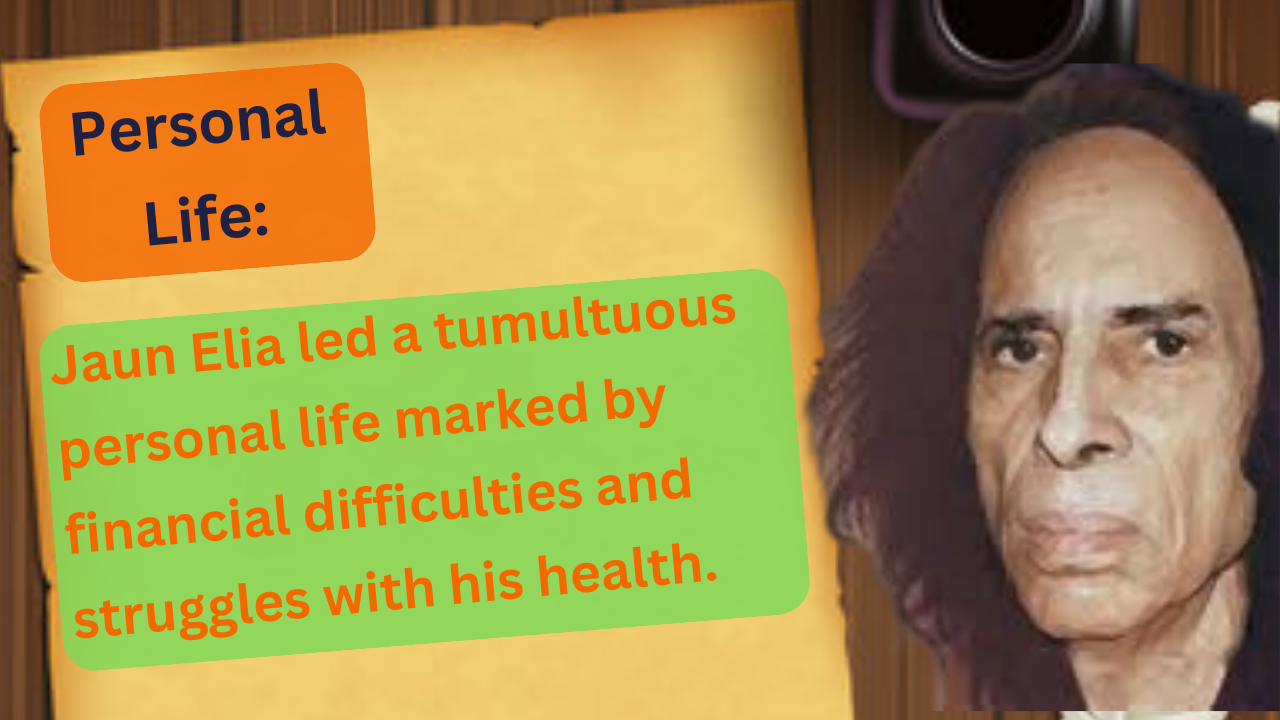 Personal
Life:
Jaun Elia led a tumultuous
personal life marked by
financial difficulties and
struggles with his health.